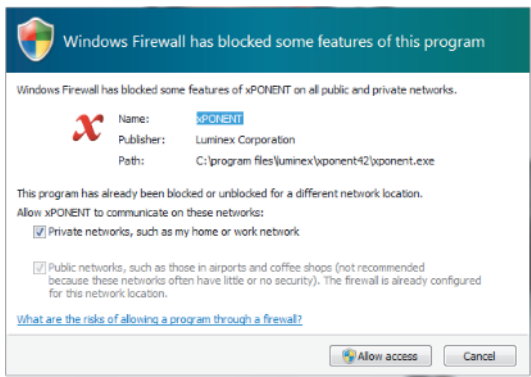 Windows Firewall has blocked some features of this program
Windows Firewall has blocked some features of xPONENT on all public and private networks.
x
Name: xPONENT
Publisher: Luminex Corporation
Path: C:\program files\luminex\xponent42\xponent.exe
This program has already been blocked or unblocked for a different network location.
Allow xPONENT to communicate on these networks:
Private networks, such as my home or work network
Public networks, such as those in airports and coffee shops (not recommended
because these networks often have little or no security). The firewall is already configured
for this network location.
What are the risks of allowing a program through a firewall?
Allow access Cancel